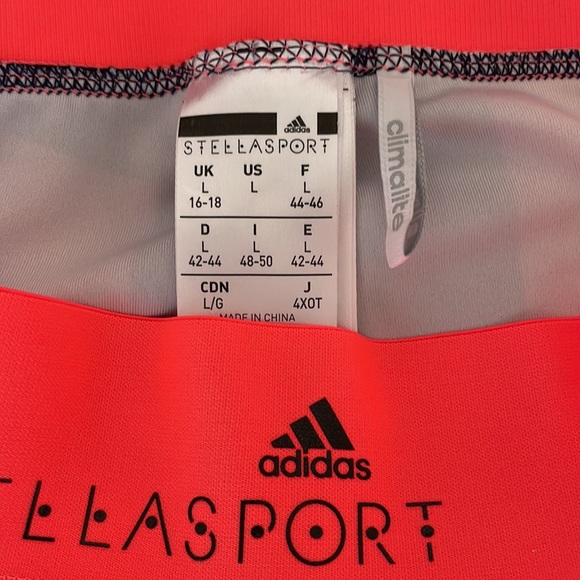 adidas
STELLASPORT
UK US F
L L L
16-18 44-46
D I E
L L L
42-44 48-50 42-44
CDN J
L/G 4XOT
MADE IN CHINA
climalite
adidas
ELLASPORT